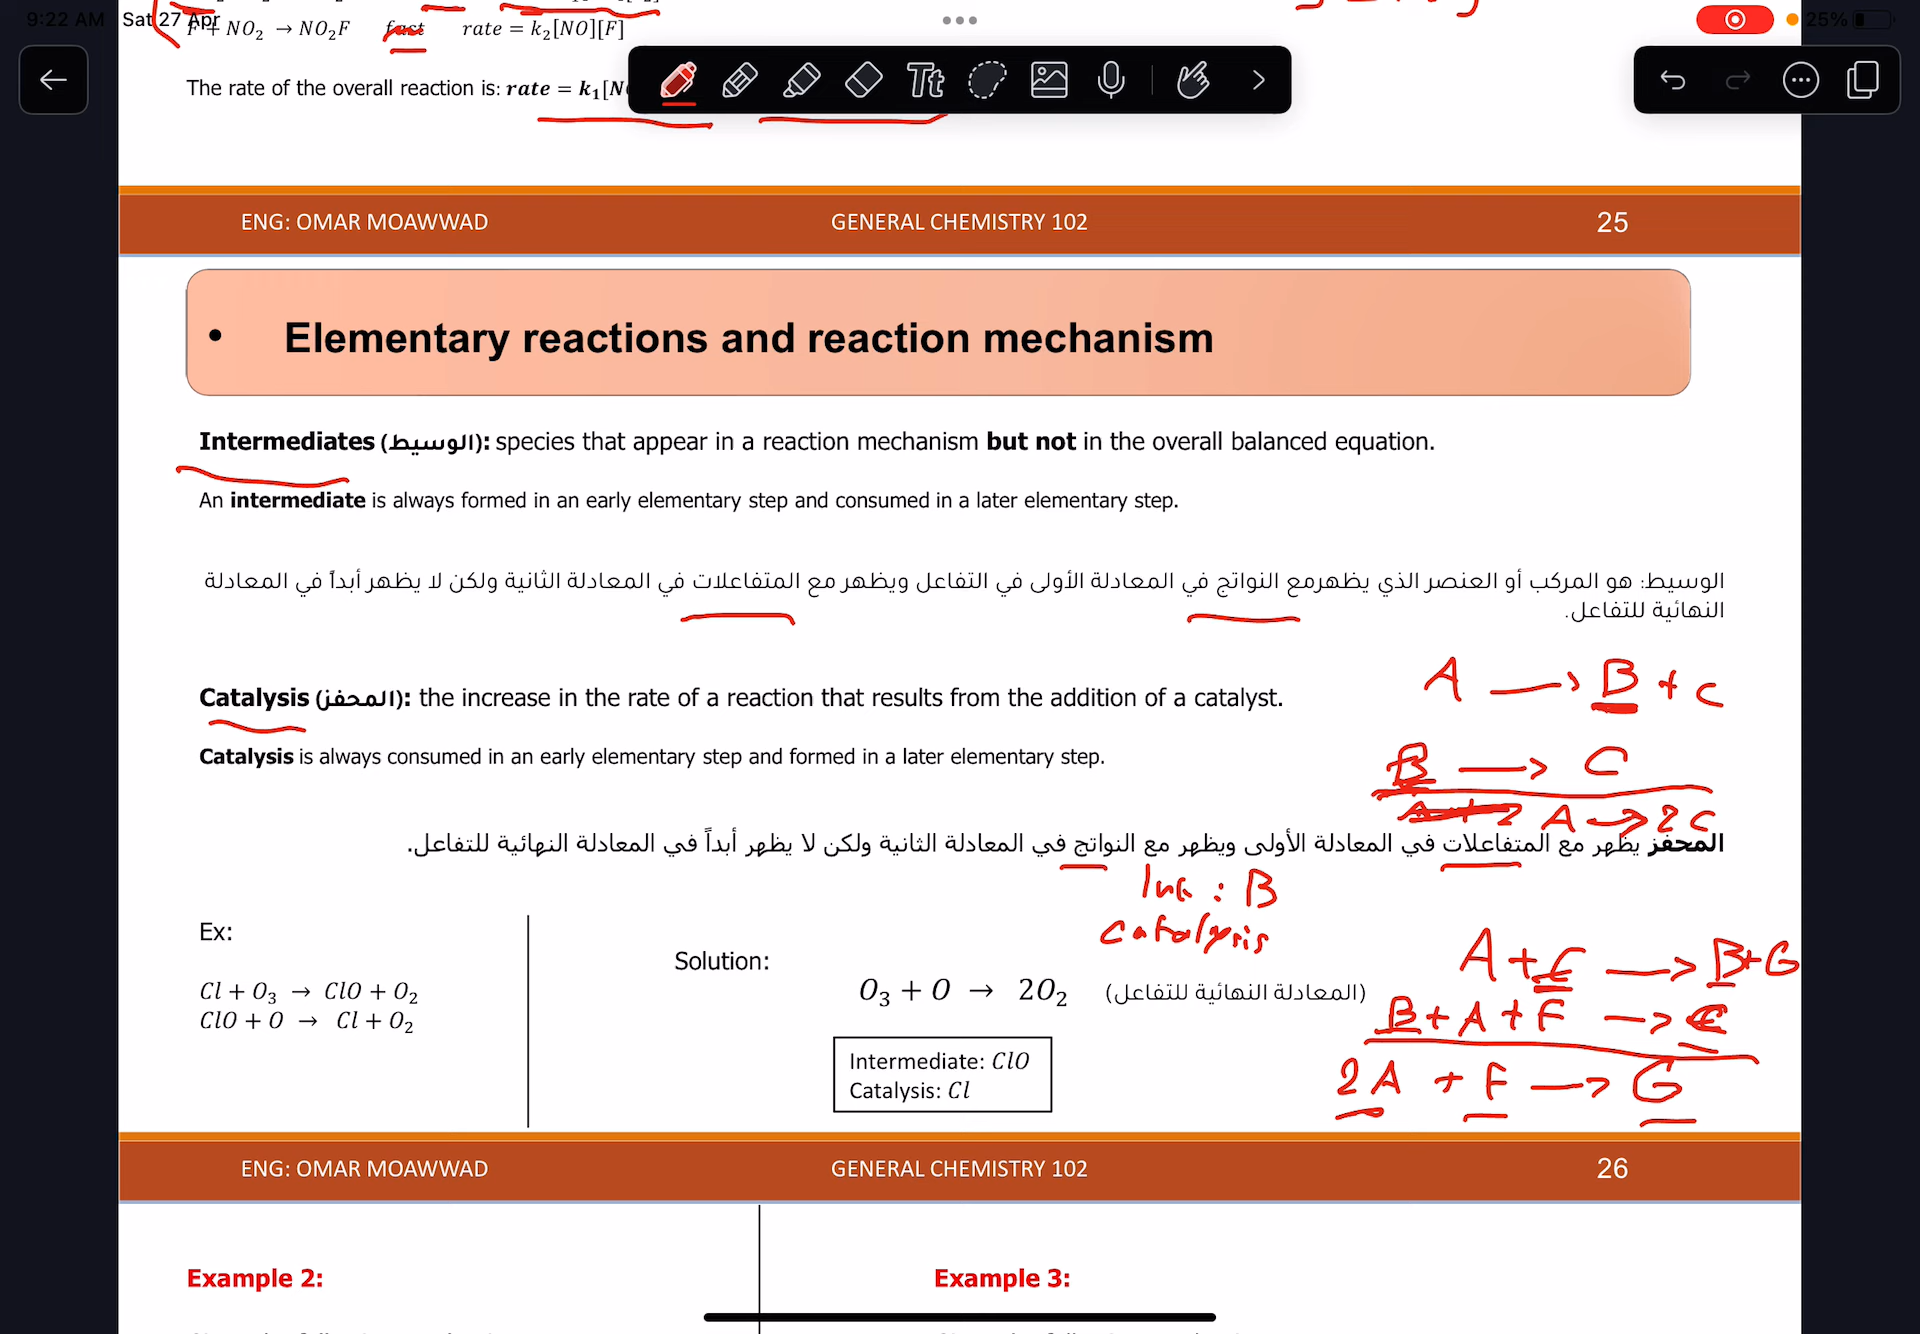 9:22 AM Sat 27 Apr
25%
F + NO₂ → NO₂F fast rate = k₂[NO][F]
The rate of the overall reaction is: rate = k₁[N
Tt
ENG: OMAR MOAWWAD GENERAL CHEMISTRY 102 25
• Elementary reactions and reaction mechanism
Intermediates (الوسيط): species that appear in a reaction mechanism but not in the overall balanced equation.
An intermediate is always formed in an early elementary step and consumed in a later elementary step.
الوسيط: هو المركب أو العنصر الذي يظهرمع النواتج في المعادلة الأولى في التفاعل ويظهر مع المتفاعلات في المعادلة الثانية ولكن لا يظهر أبداً في المعادلة
النهائية للتفاعل.
A → B + C
Catalysis (المحفز): the increase in the rate of a reaction that results from the addition of a catalyst.
Catalysis is always consumed in an early elementary step and formed in a later elementary step.
B → C
2 A → 2 C
المحفز يظهر مع المتفاعلات في المعادلة الأولى ويظهر مع النواتج في المعادلة الثانية ولكن لا يظهر أبداً في المعادلة النهائية للتفاعل.
Int : B
Catalysis
Ex:
Solution:
A + C → B + G
Cl + O₃ → ClO + O₂
ClO + O → Cl + O₂
O₃ + O → 2O₂ (المعادلة النهائية للتفاعل)
B + A + F → C
Intermediate: ClO
Catalysis: Cl
2A + F → G
ENG: OMAR MOAWWAD GENERAL CHEMISTRY 102 26
Example 2: Example 3: